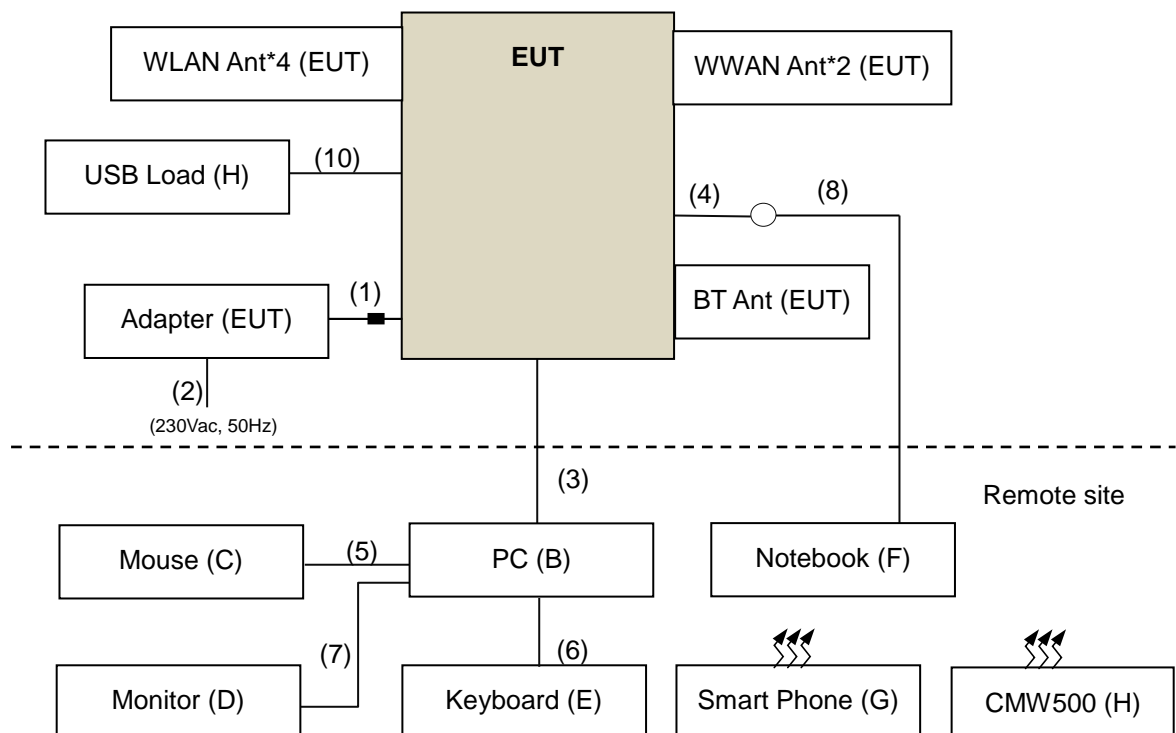 EUT
WLAN Ant*4 (EUT)
WWAN Ant*2 (EUT)
(10)
USB Load (H)
(4)
(8)
(1)
BT Ant (EUT)
Adapter (EUT)
(2)
(230Vac, 50Hz)
(3)
Remote site
Mouse (C)
(5)
PC (B)
Notebook (F)
(7)
(6)
Monitor (D)
Keyboard (E)
Smart Phone (G)
CMW500 (H)